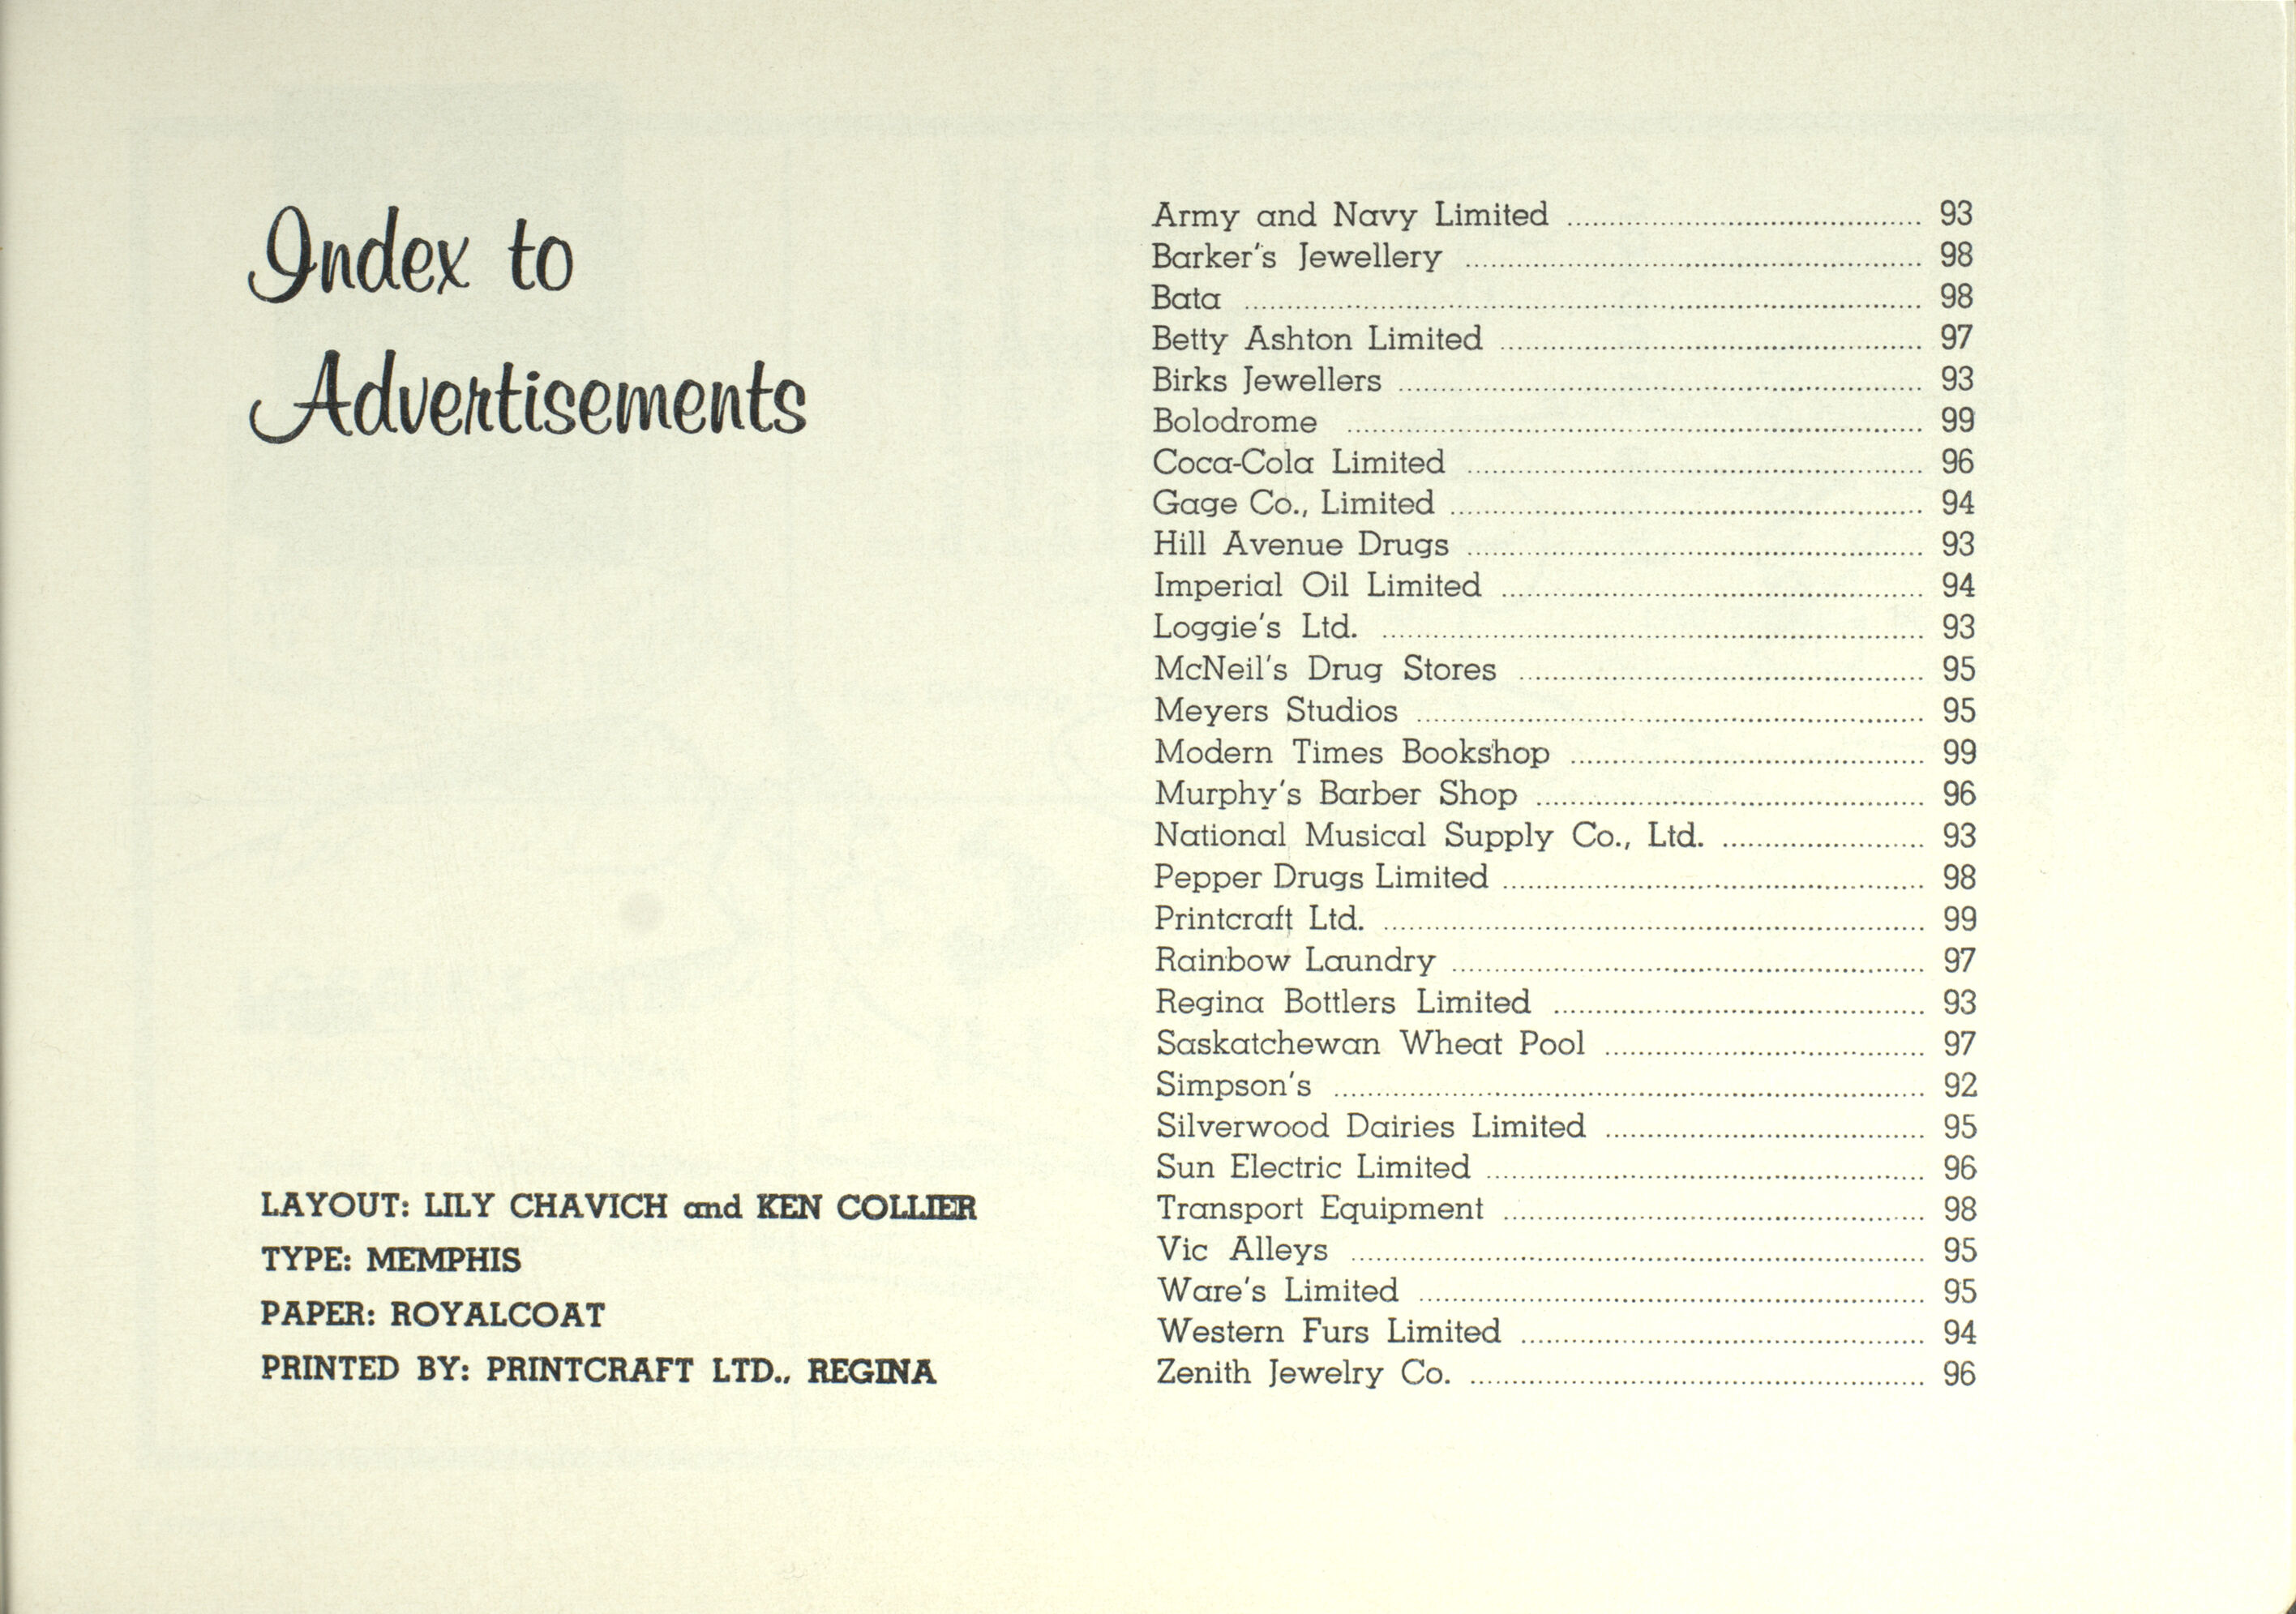 Index to
Advertisements
LAYOUT: LILY CHAVICH and KEN COLLIER
TYPE: MEMPHIS
PAPER: ROYALCOAT
PRINTED BY: PRINTCRAFT LTD., REGINA
Army and Navy Limited ........ 93
Barker's Jewellery ........ 98
Bata ........ 98
Betty Ashton Limited ........ 97
Birks Jewellers ........ 93
Bolodrome ........ 99
Coca-Cola Limited ........ 96
Gage Co., Limited ........ 94
Hill Avenue Drugs ........ 93
Imperial Oil Limited ........ 94
Loggie's Ltd. ........ 93
McNeil's Drug Stores ........ 95
Meyers Studios ........ 95
Modern Times Bookshop ........ 99
Murphy's Barber Shop ........ 96
National Musical Supply Co., Ltd. ........ 93
Pepper Drugs Limited ........ 98
Printcraft Ltd. ........ 99
Rainbow Laundry ........ 97
Regina Bottlers Limited ........ 93
Saskatchewan Wheat Pool ........ 97
Simpson's ........ 92
Silverwood Dairies Limited ........ 95
Sun Electric Limited ........ 96
Transport Equipment ........ 98
Vic Alleys ........ 95
Ware's Limited ........ 95
Western Furs Limited ........ 94
Zenith Jewelry Co. ........ 96